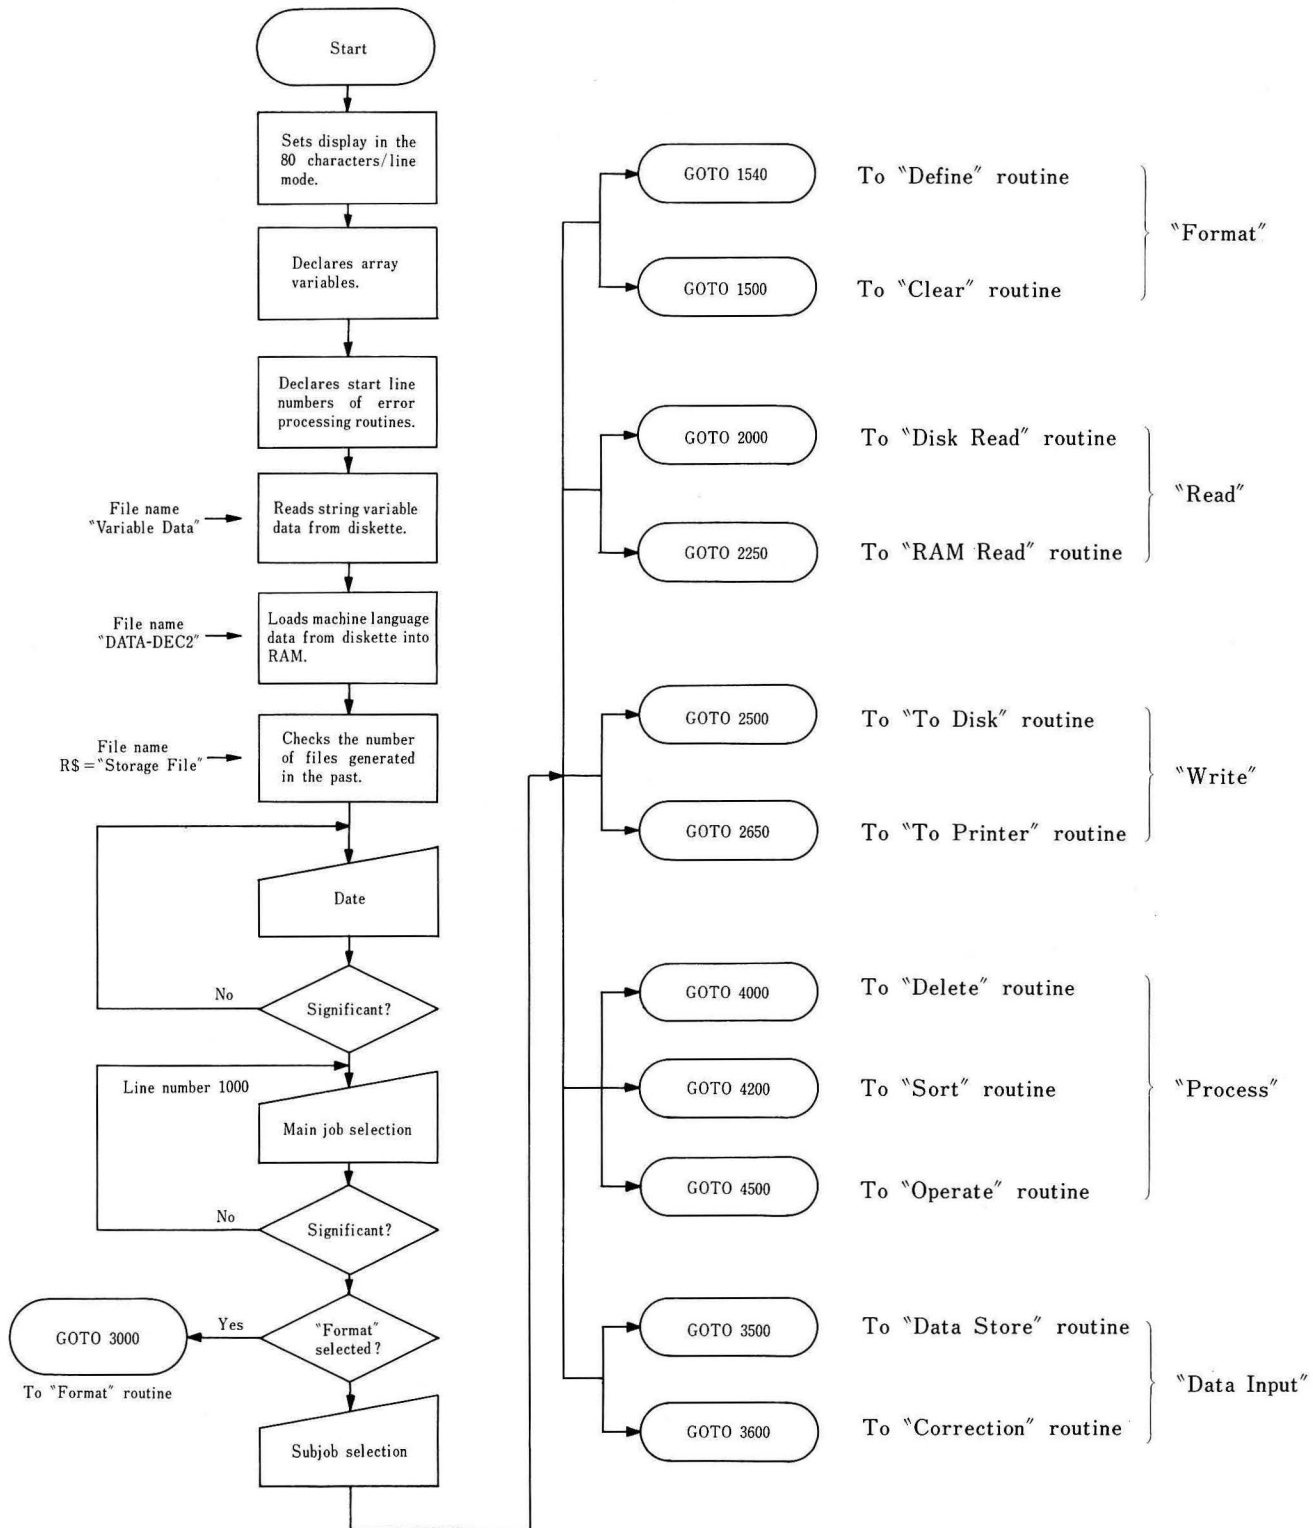 Start
Sets display in the
80 characters/line
mode.
Declares array
variables.
Declares start line
numbers of error
processing routines.
File name
"Variable Data"
Reads string variable
data from diskette.
File name
"DATA-DEC2"
Loads machine language
data from diskette into
RAM.
File name
R$="Storage File"
Checks the number
of files generated
in the past.
Date
No
Significant?
Line number 1000
Main job selection
No
Significant?
GOTO 3000
Yes
"Format"
selected?
To "Format" routine
Subjob selection
GOTO 1540
To "Define" routine
"Format"
GOTO 1500
To "Clear" routine
GOTO 2000
To "Disk Read" routine
"Read"
GOTO 2250
To "RAM Read" routine
GOTO 2500
To "To Disk" routine
"Write"
GOTO 2650
To "To Printer" routine
GOTO 4000
To "Delete" routine
GOTO 4200
To "Sort" routine
"Process"
GOTO 4500
To "Operate" routine
GOTO 3500
To "Data Store" routine
"Data Input"
GOTO 3600
To "Correction" routine